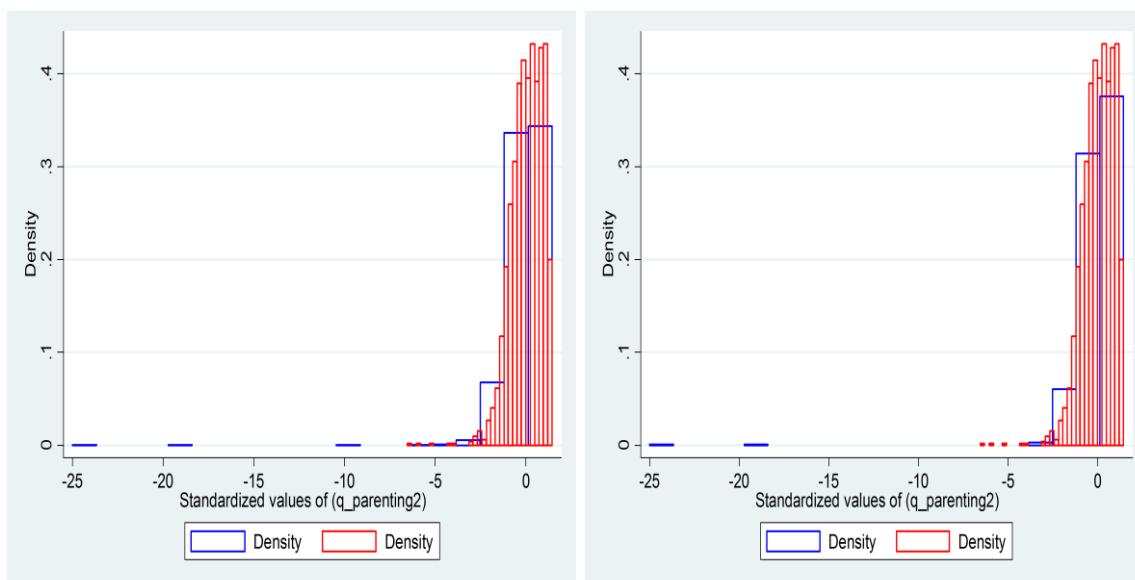 Density
.4
.3
.2
.1
0
-25 -20 -15 -10 -5 0
Standardized values of (q_parenting2)
Density Density
Density
.4
.3
.2
.1
0
-25 -20 -15 -10 -5 0
Standardized values of (q_parenting2)
Density Density